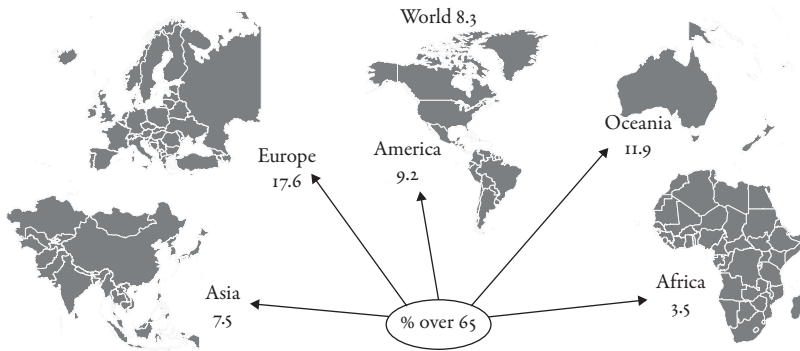 World 8.3
Oceania
11.9
America
9.2
Europe
17.6
Africa
3.5
Asia
7.5
% over 65